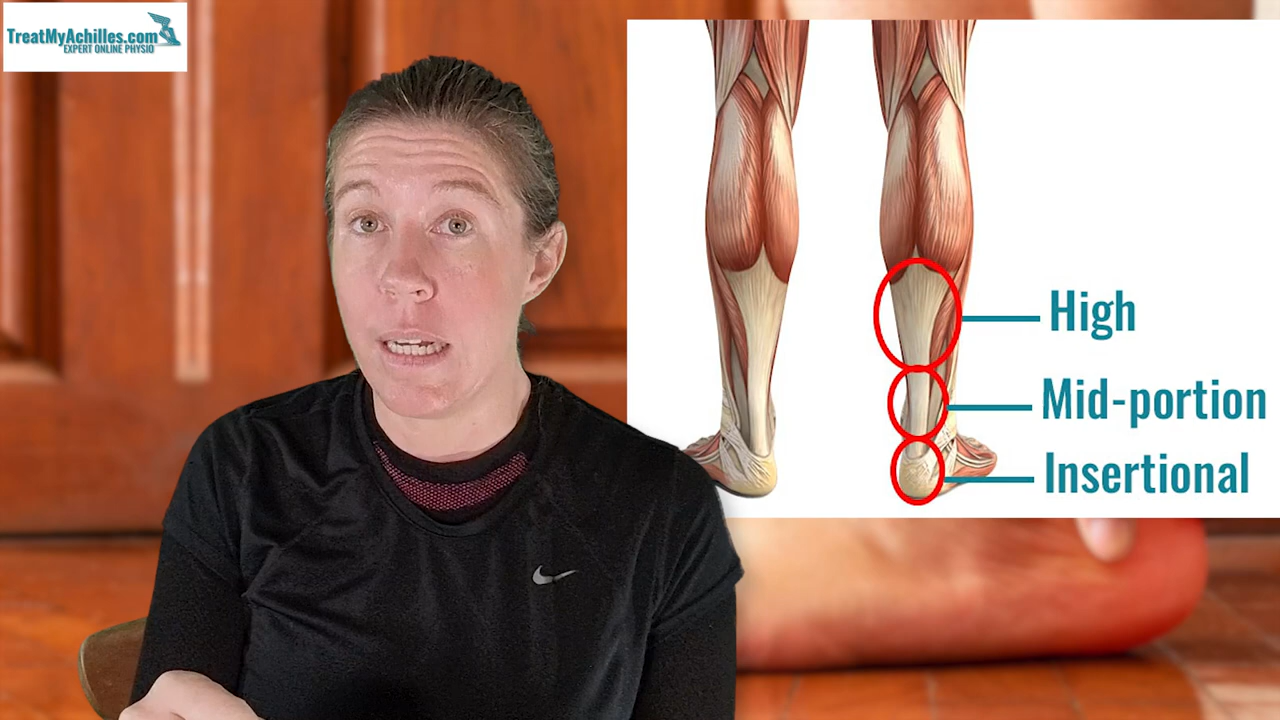 TreatMyAchilles.com
EXPERT ONLINE PHYSIO
High
Mid-portion
Insertional